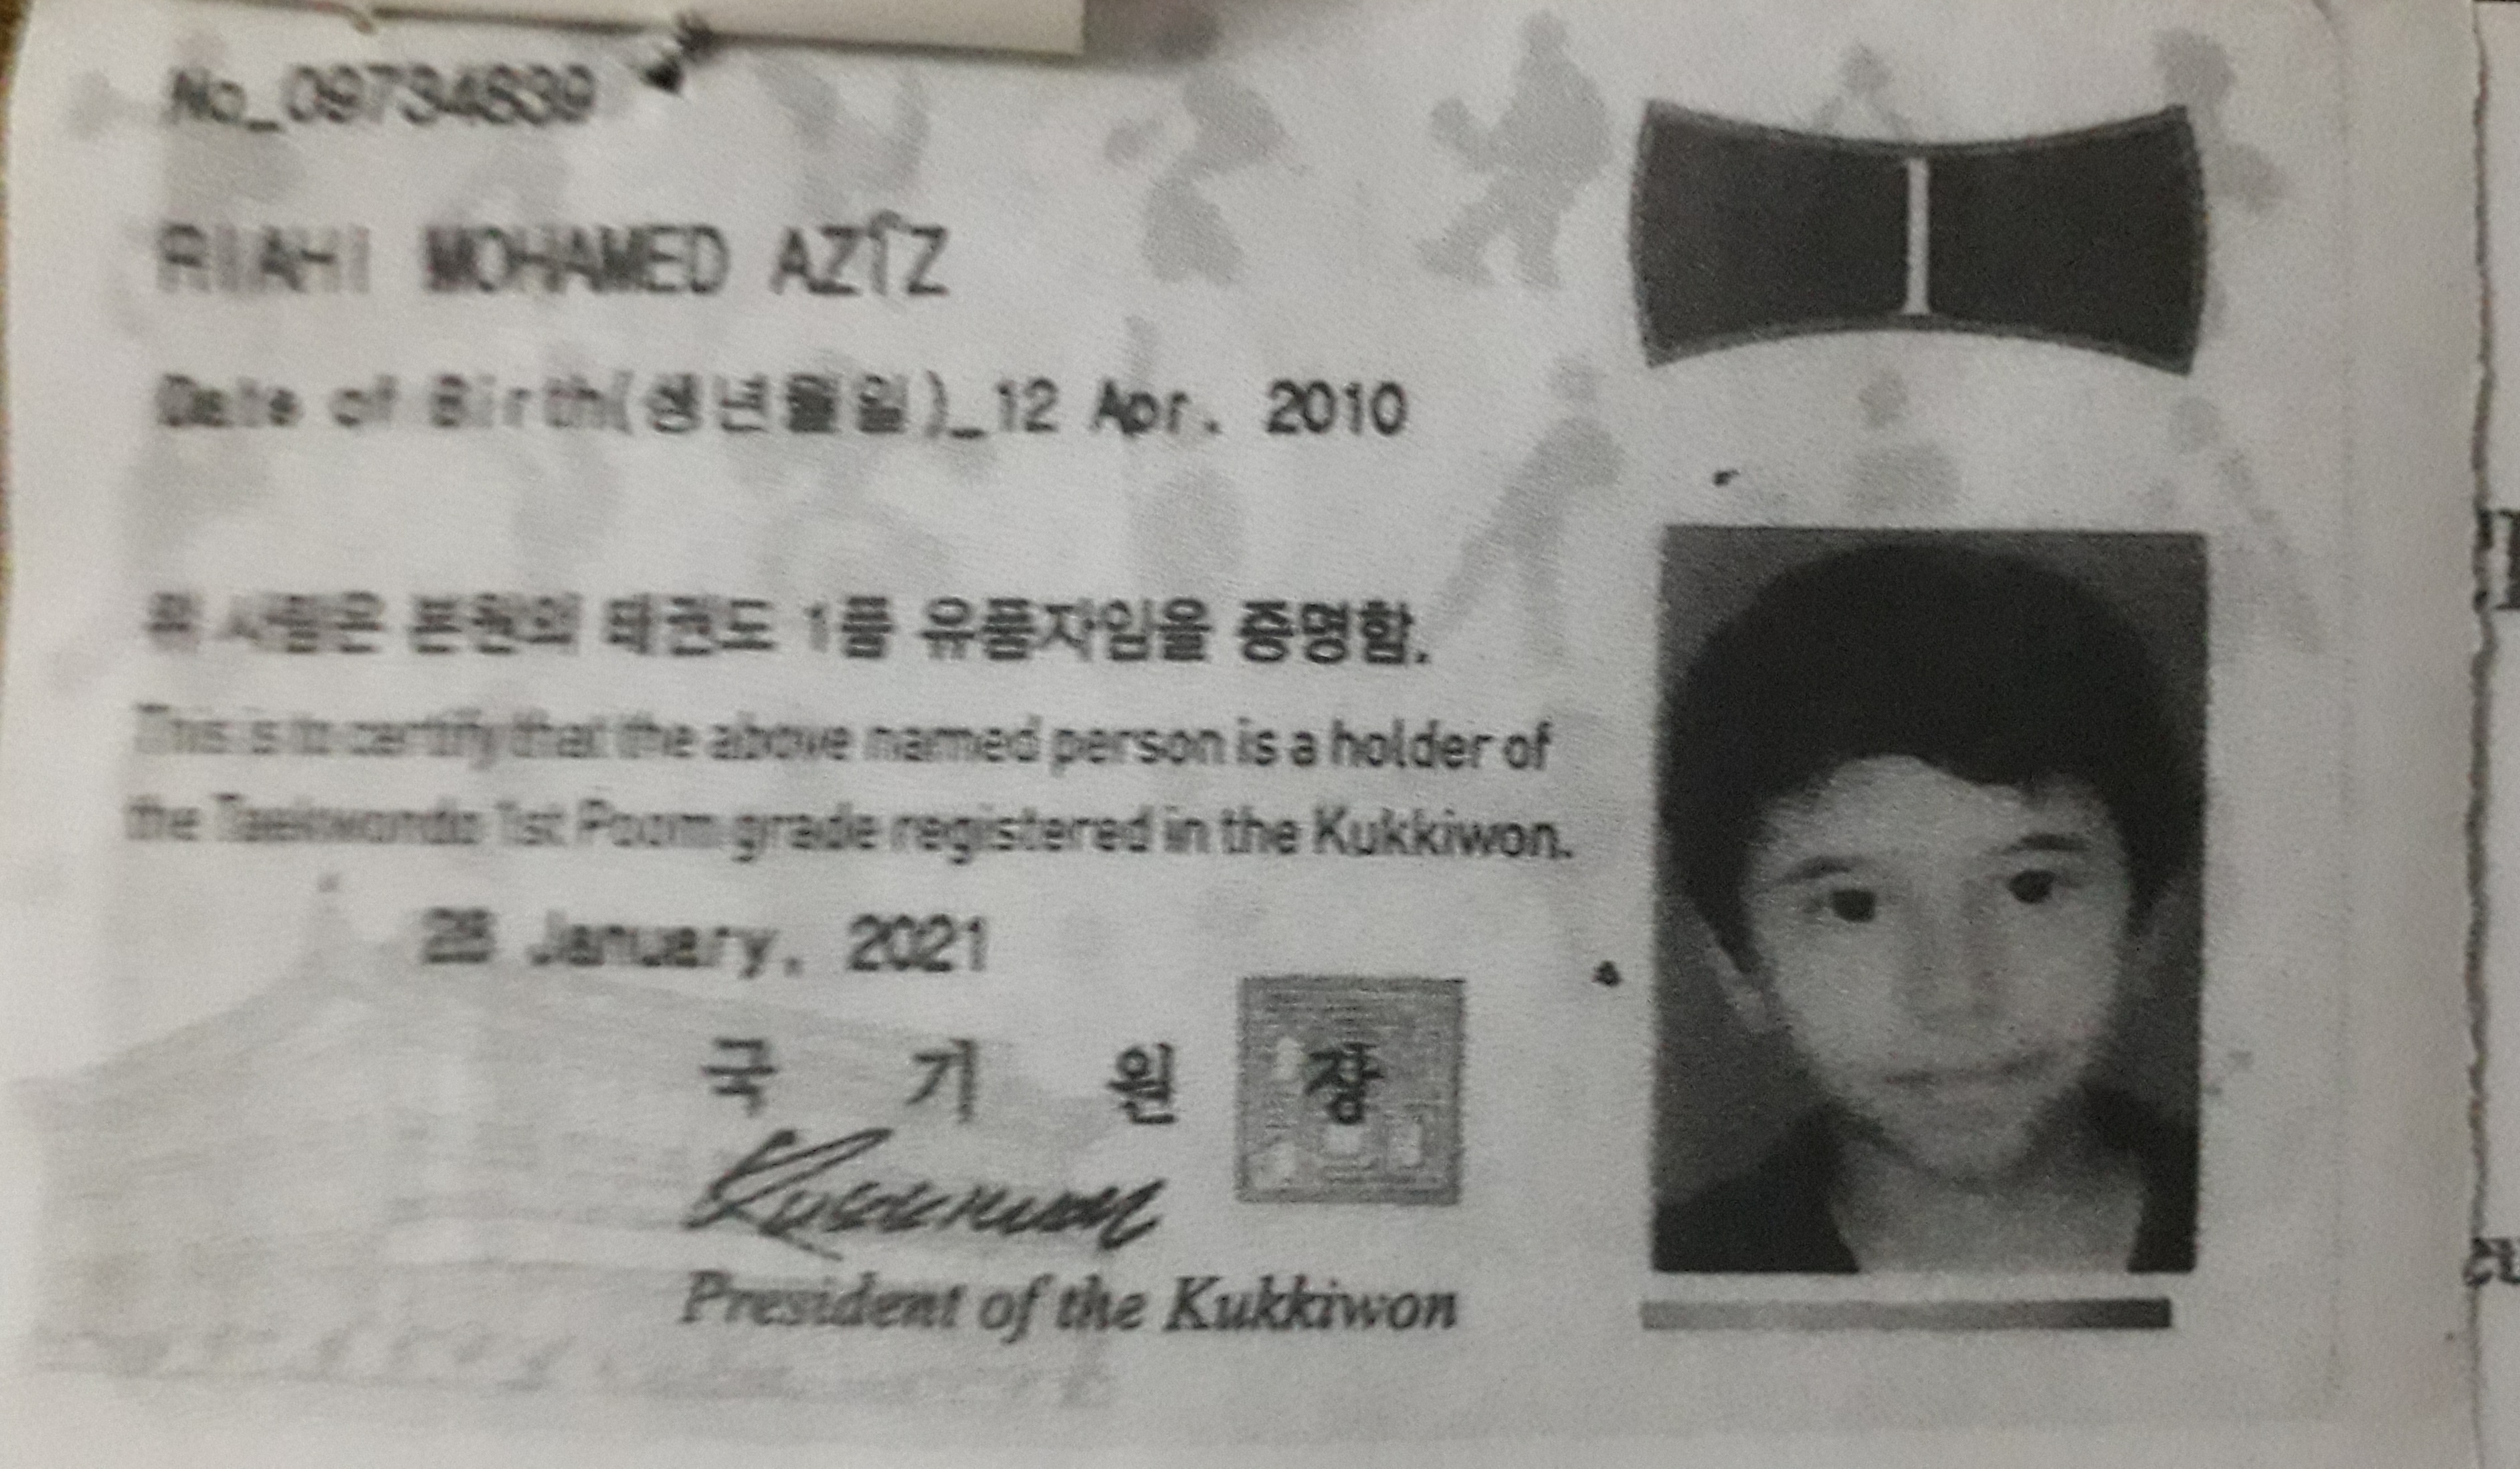 No_09734839
RIAHI MOHAMED AZÎZ
Date of Birth(생년월일)_12 Apr. 2010
I
위 사람은 본원의 태권도 1품 유품자임을 증명함.
This is to certify that the above named person is a holder of
the Taekwondo 1st Poom grade registered in the Kukkiwon.
28 January, 2021
국 기 원 장
Kukkiwon
President of the Kukkiwon